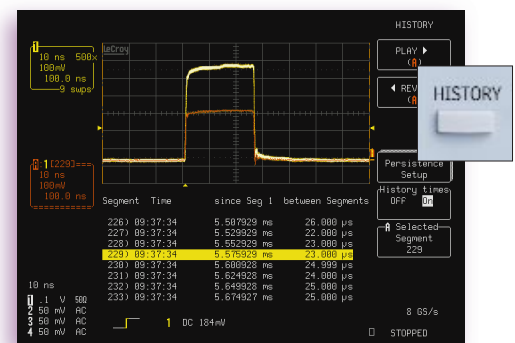 HISTORY
1
10 ns 500x
100mV
100.0 ns
9 swps
LeCroy
PLAY
(A)
REV
(A
HISTORY
1[229]
10 ns
100mV
100.0 ns
1
Persistence
Setup
History times
OFF On
A Selected
Segment
229
Segment Time since Seg 1 between Segments
226) 09:37:34 5.507929 ms 26.000 µs
227) 09:37:34 5.529929 ms 22.000 µs
228) 09:37:34 5.552929 ms 23.000 µs
229) 09:37:34 5.575929 ms 23.000 µs
230) 09:37:34 5.600928 ms 24.999 µs
231) 09:37:34 5.624928 ms 24.000 µs
232) 09:37:34 5.649928 ms 25.000 µs
233) 09:37:34 5.674927 ms 25.000 µs
10 ns
1 .1 V 50Ω
2 50 mV AC
3 50 mV AC
4 50 mV AC
1 DC 184mV
8 GS/s
STOPPED